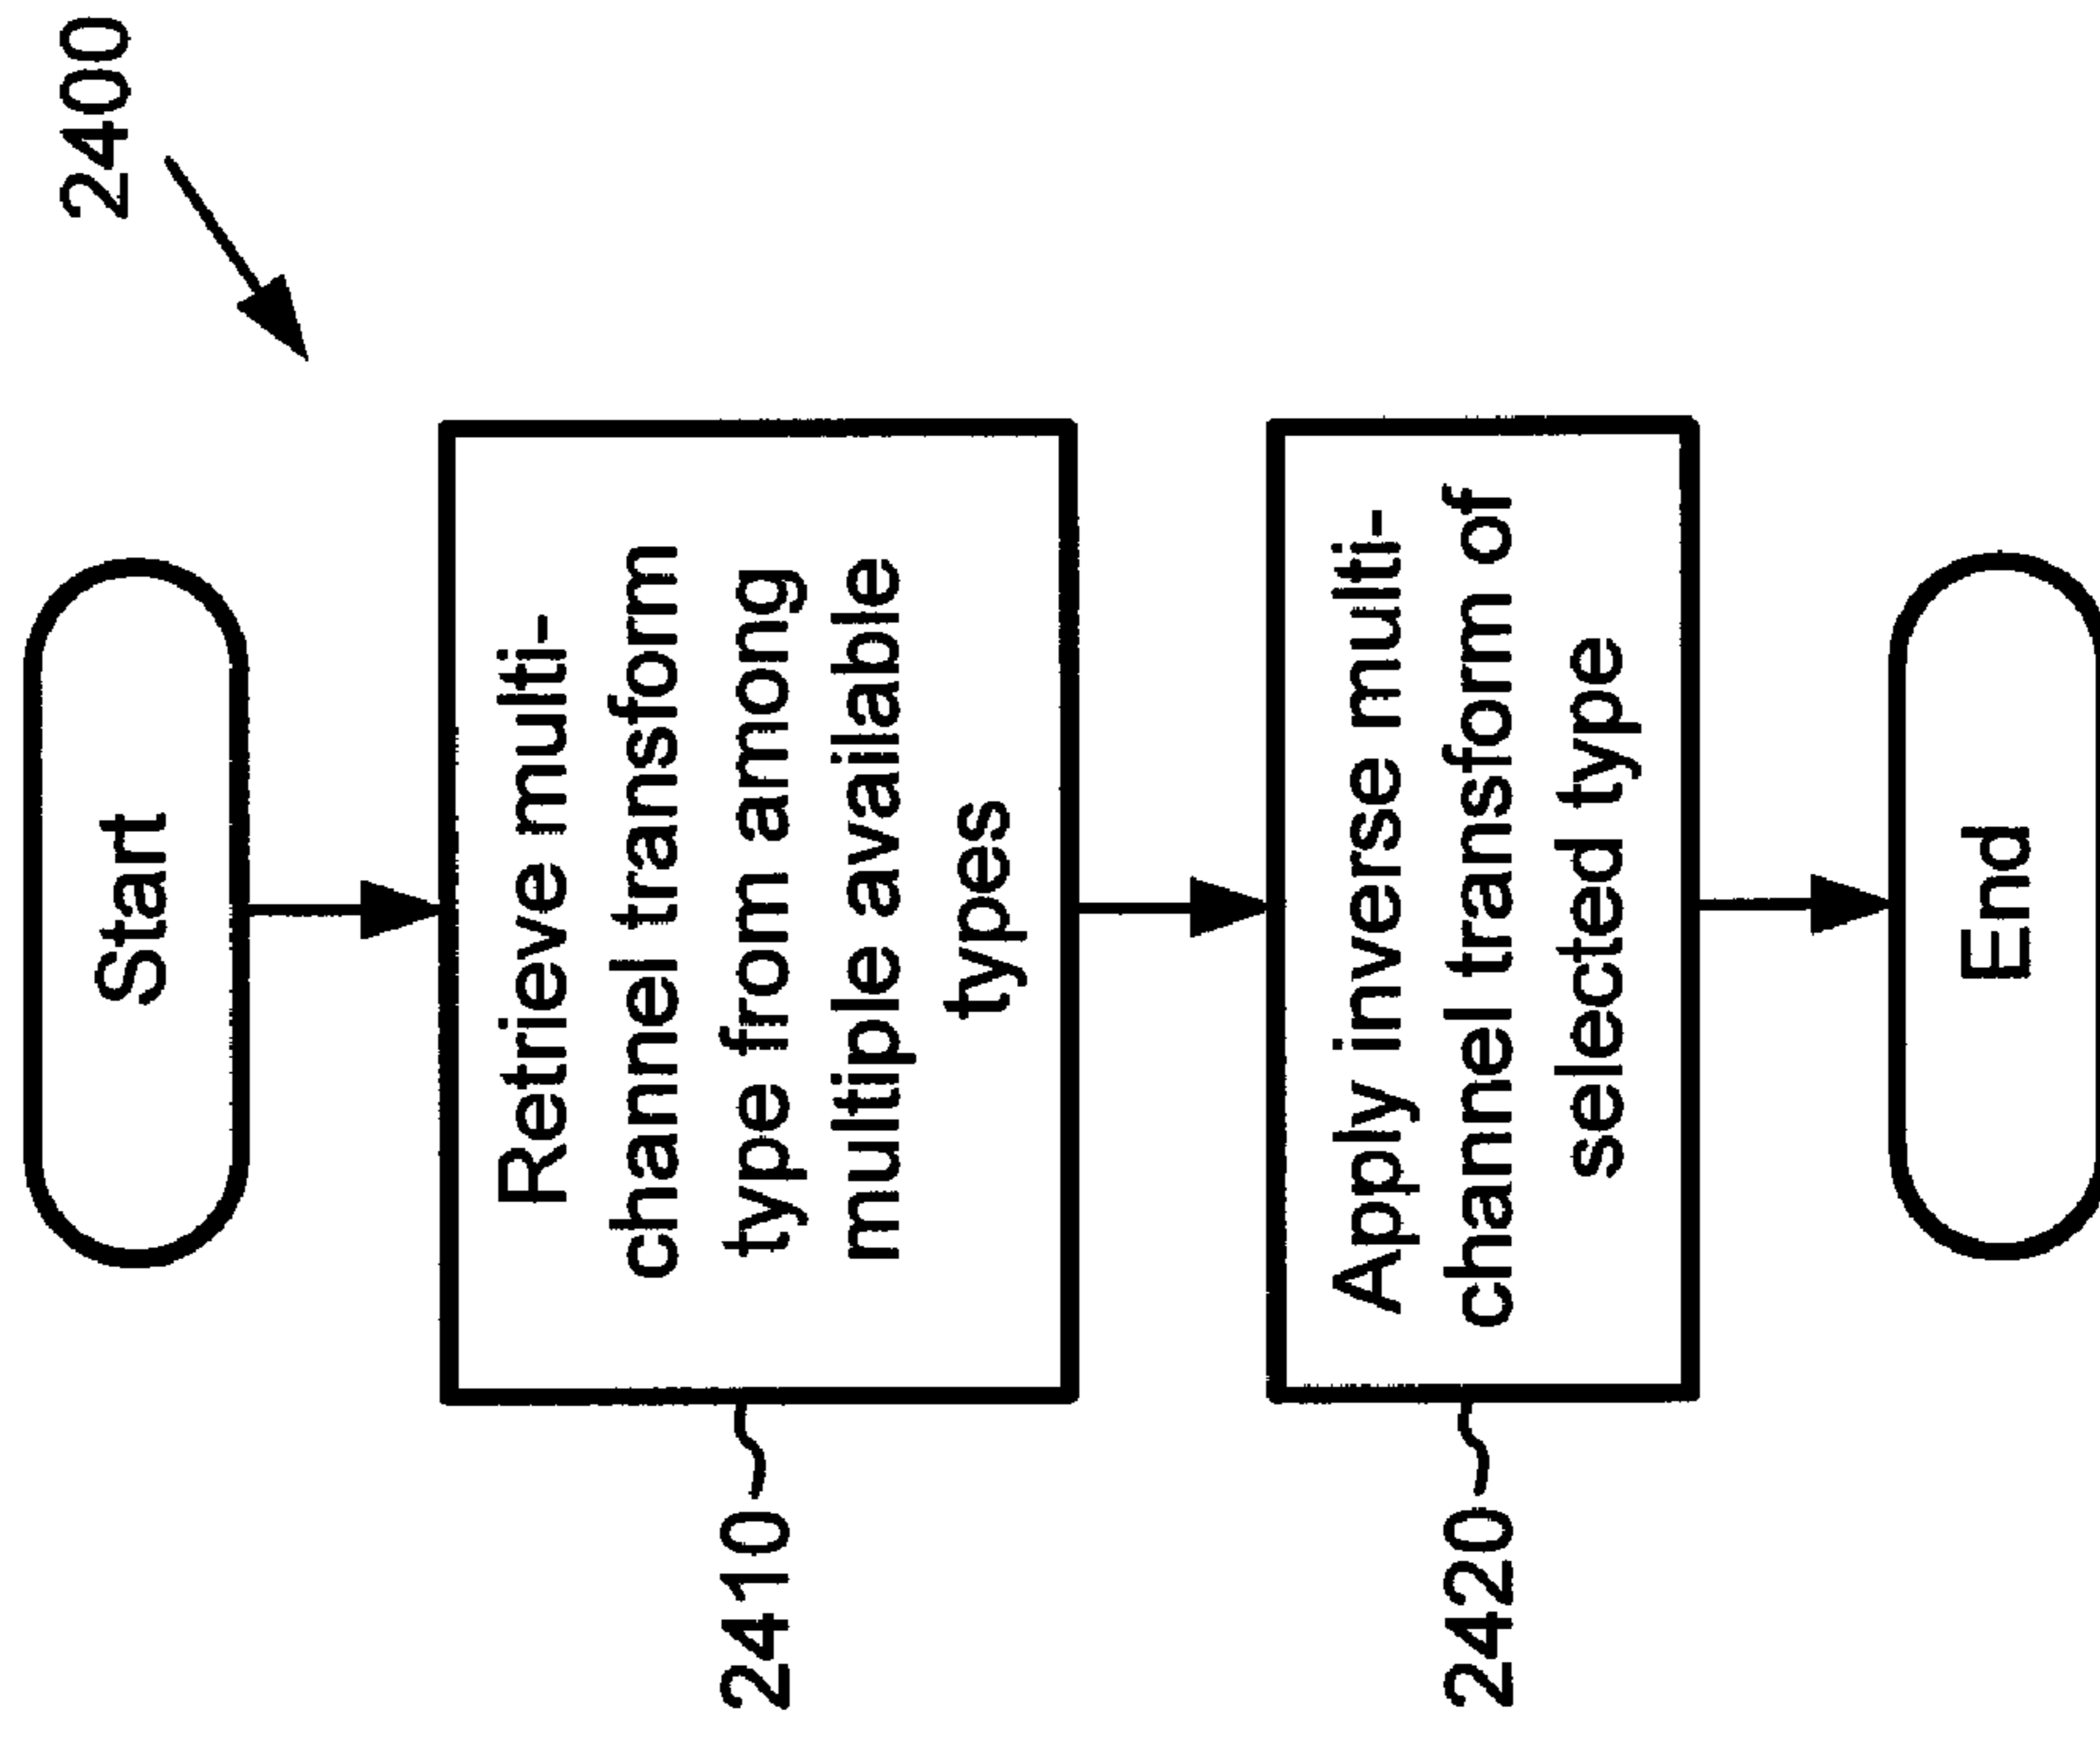 2400
Start
2410
Retrieve multi-
channel transform
type from among
multiple available
types
2420
Apply inverse multi-
channel transform of
selected type
End